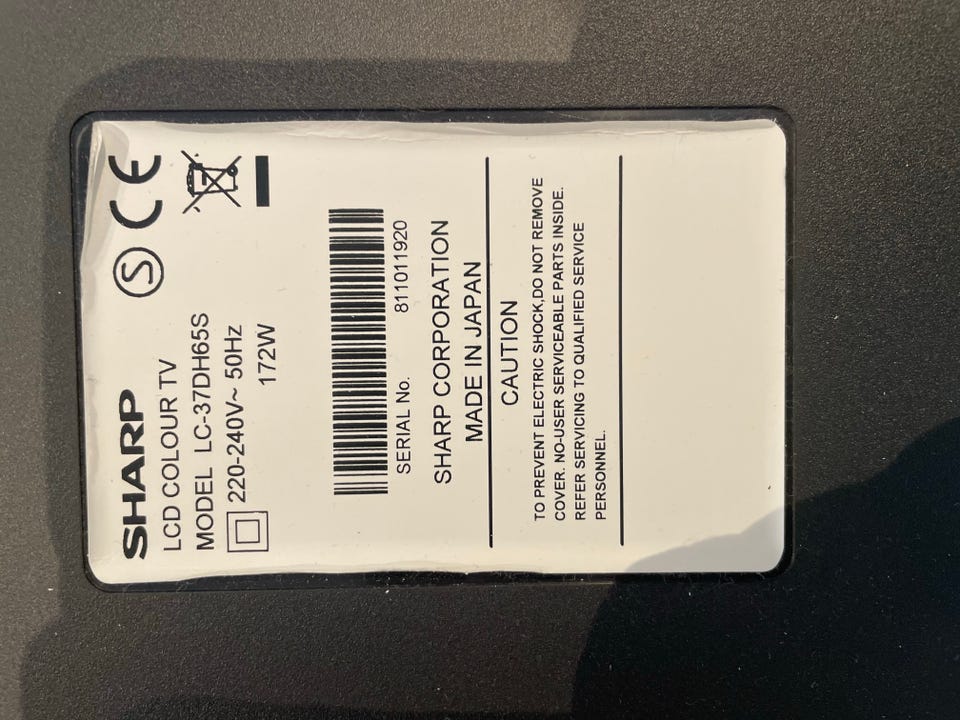 SHARP
LCD COLOUR TV
MODEL LC-37DH65S
220-240V~ 50Hz
172W
S CE
SERIAL No. 811011920
SHARP CORPORATION
MADE IN JAPAN
CAUTION
TO PREVENT ELECTRIC SHOCK,DO NOT REMOVE
COVER. NO-USER SERVICEABLE PARTS INSIDE.
REFER SERVICING TO QUALIFIED SERVICE
PERSONNEL.